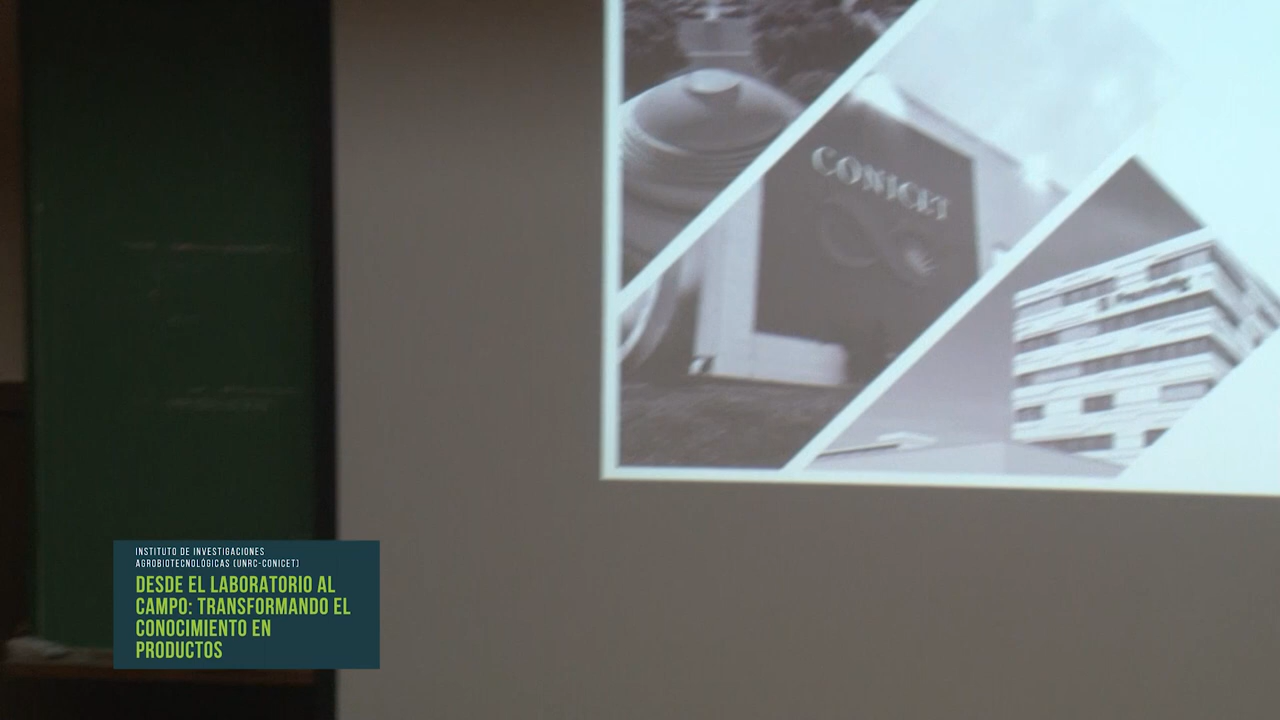 CONICET
INSTITUTO DE INVESTIGACIONES
AGROBIOTECNOLÓGICAS (UNRC-CONICET)
DESDE EL LABORATORIO AL
CAMPO: TRANSFORMANDO EL
CONOCIMIENTO EN
PRODUCTOS